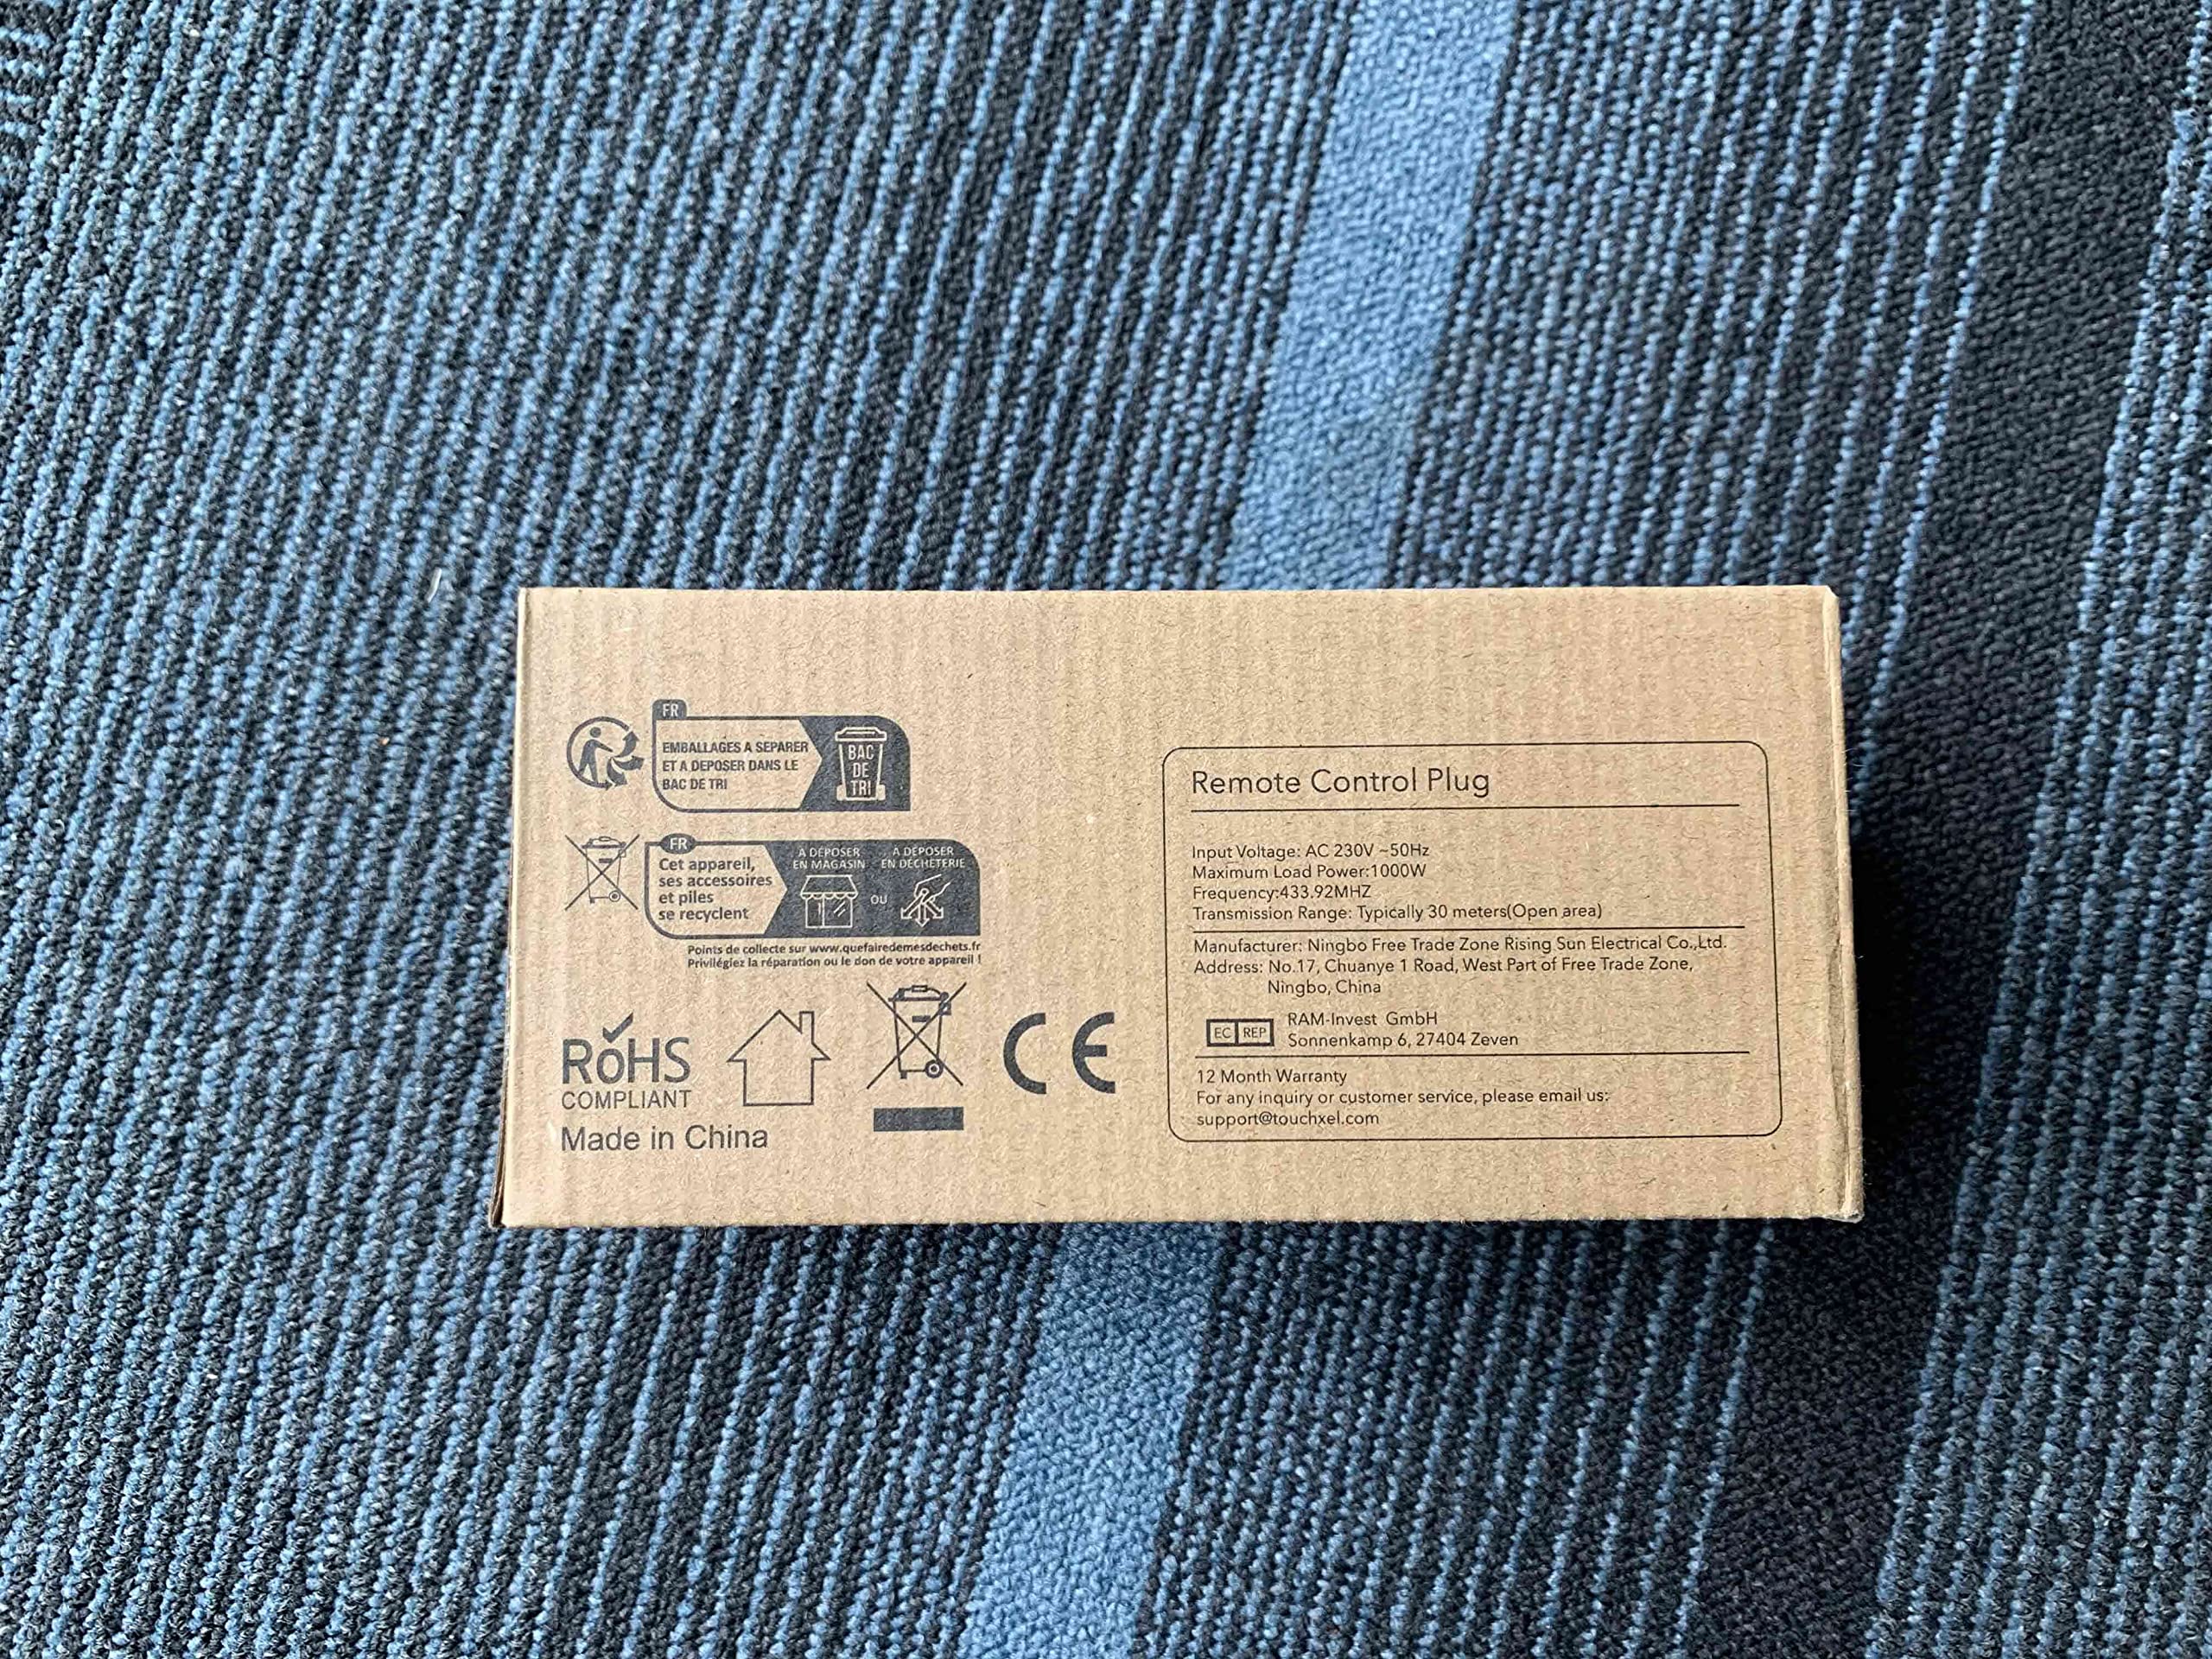 FR
EMBALLAGES A SEPARER
ET A DEPOSER DANS LE
BAC DE TRI
BAC
DE
TRI
FR
Cet appareil,
ses accessoires
et piles
se recyclent
A DEPOSER
EN MAGASIN
OU
A DEPOSER
EN DECHETERIE
Points de collecte sur www.quefairedemesdechets.fr
Privilégiez la réparation ou le don de votre appareil !
RoHS
COMPLIANT
CE
Made in China
Remote Control Plug
Input Voltage: AC 230V ~50Hz
Maximum Load Power:1000W
Frequency:433.92MHZ
Transmission Range: Typically 30 meters(Open area)
Manufacturer: Ningbo Free Trade Zone Rising Sun Electrical Co.,Ltd.
Address: No.17, Chuanye 1 Road, West Part of Free Trade Zone,
Ningbo, China
EC REP
RAM-Invest GmbH
Sonnenkamp 6, 27404 Zeven
12 Month Warranty
For any inquiry or customer service, please email us:
support@touchxel.com